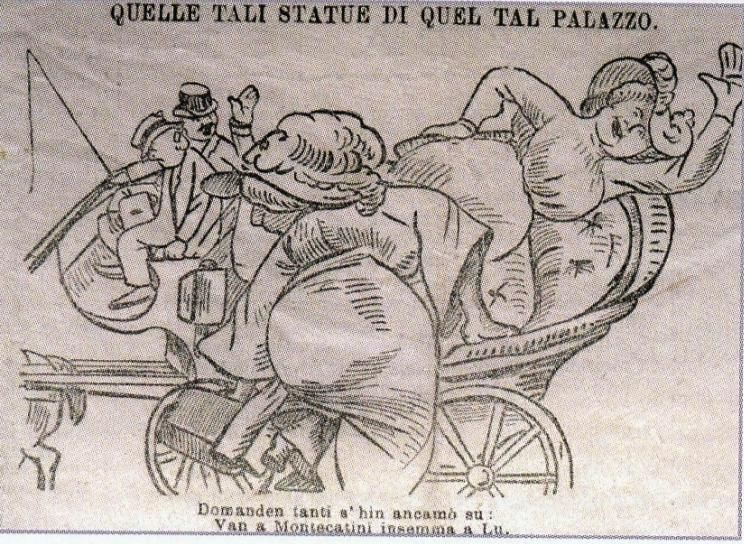 QUELLE TALI STATUE DI QUEL TAL PALAZZO.
Domanden tanti s'hin ancamò su:
Van a Montecatini insemma a Lu.